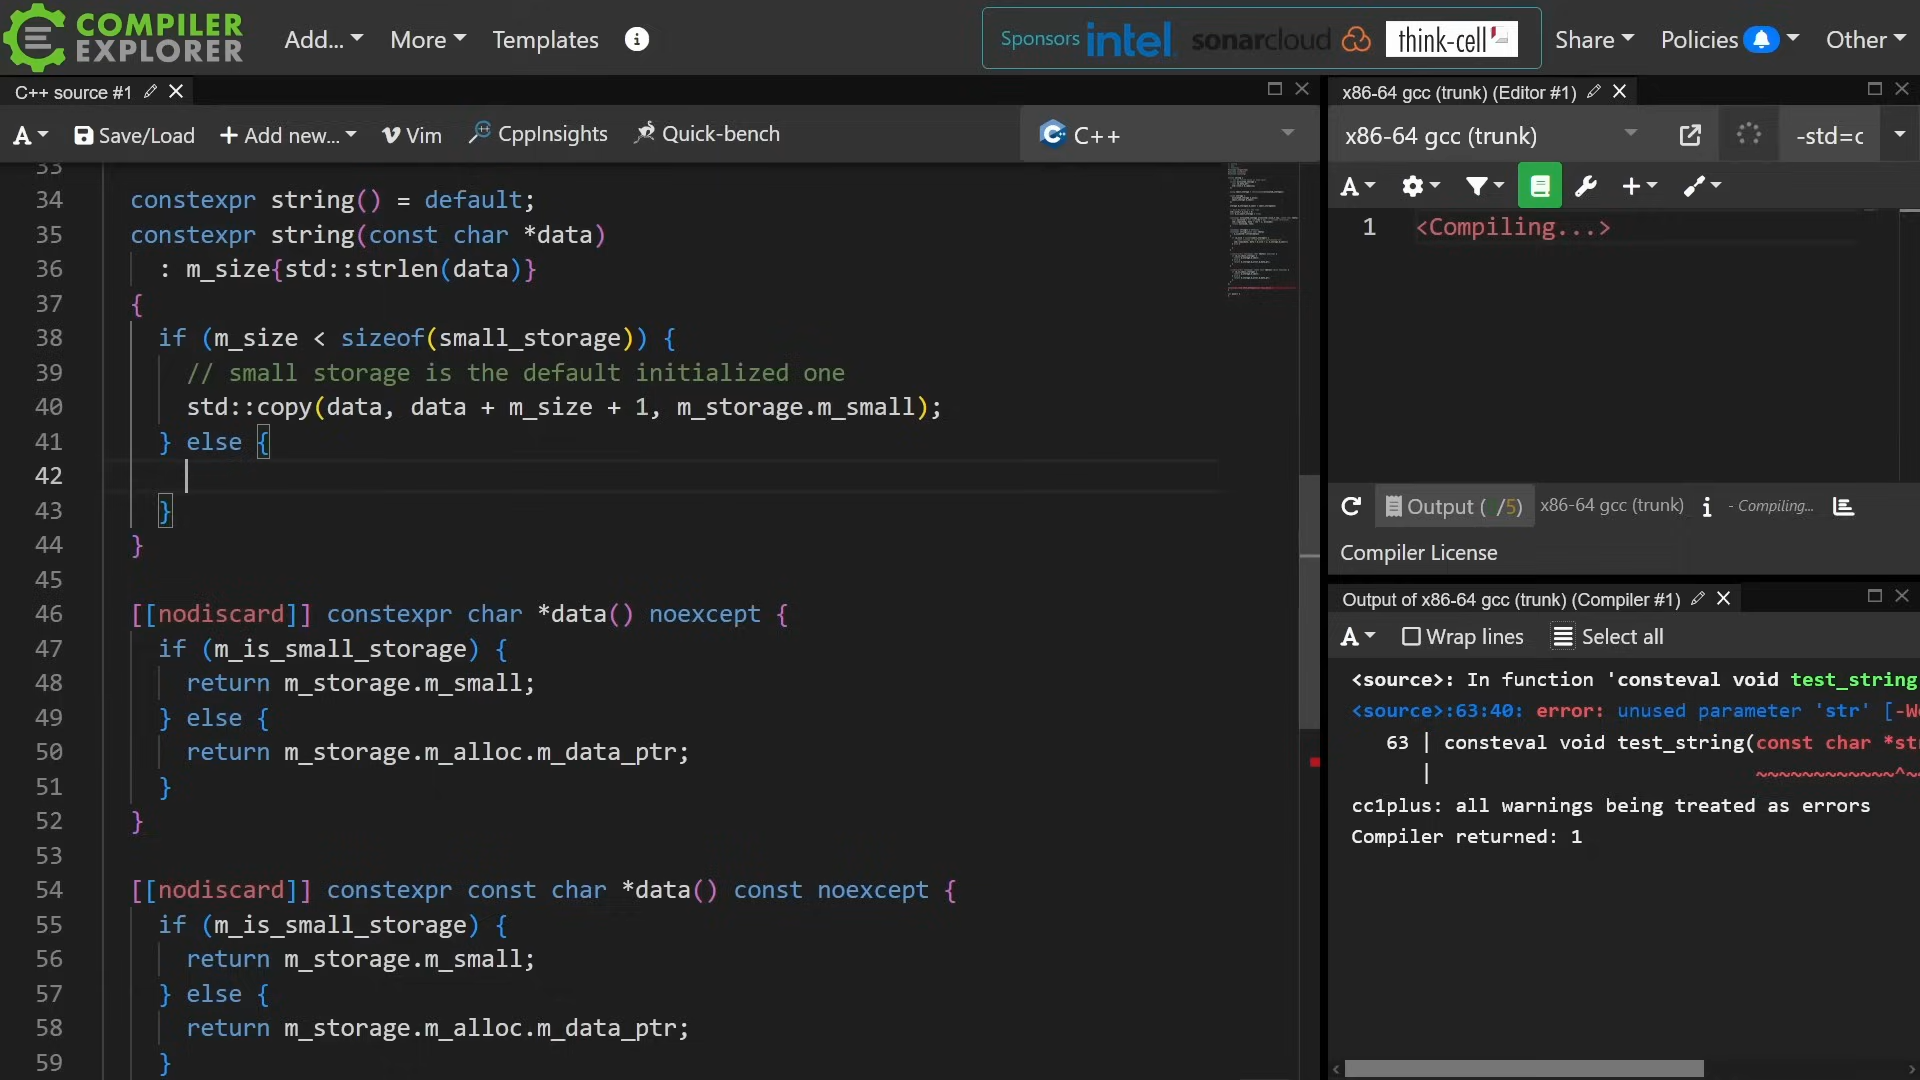 COMPILER
EXPLORER
Add...
More
Templates
Sponsors
intel
sonarcloud
think-cell
Share
Policies
Other
C++ source #1
A
Save/Load
+ Add new...
Vim
CppInsights
Quick-bench
C++
33
34 constexpr string() = default;
35 constexpr string(const char *data)
36 : m_size{std::strlen(data)}
37 {
38 if (m_size < sizeof(small_storage)) {
39 // small storage is the default initialized one
40 std::copy(data, data + m_size + 1, m_storage.m_small);
41 } else {
42
43 }
44 }
45
46 [[nodiscard]] constexpr char *data() noexcept {
47 if (m_is_small_storage) {
48 return m_storage.m_small;
49 } else {
50 return m_storage.m_alloc.m_data_ptr;
51 }
52 }
53
54 [[nodiscard]] constexpr const char *data() const noexcept {
55 if (m_is_small_storage) {
56 return m_storage.m_small;
57 } else {
58 return m_storage.m_alloc.m_data_ptr;
59 }
x86-64 gcc (trunk) (Editor #1)
x86-64 gcc (trunk)
-std=c
A
1 <Compiling...>
Output ( /5)
x86-64 gcc (trunk)
- Compiling...
Compiler License
Output of x86-64 gcc (trunk) (Compiler #1)
A
Wrap lines
Select all
<source>: In function 'consteval void test_string
<source>:63:40: error: unused parameter 'str' [-W
63 | consteval void test_string(const char *st
| ~~~~~~~~~~~~^~
cc1plus: all warnings being treated as errors
Compiler returned: 1